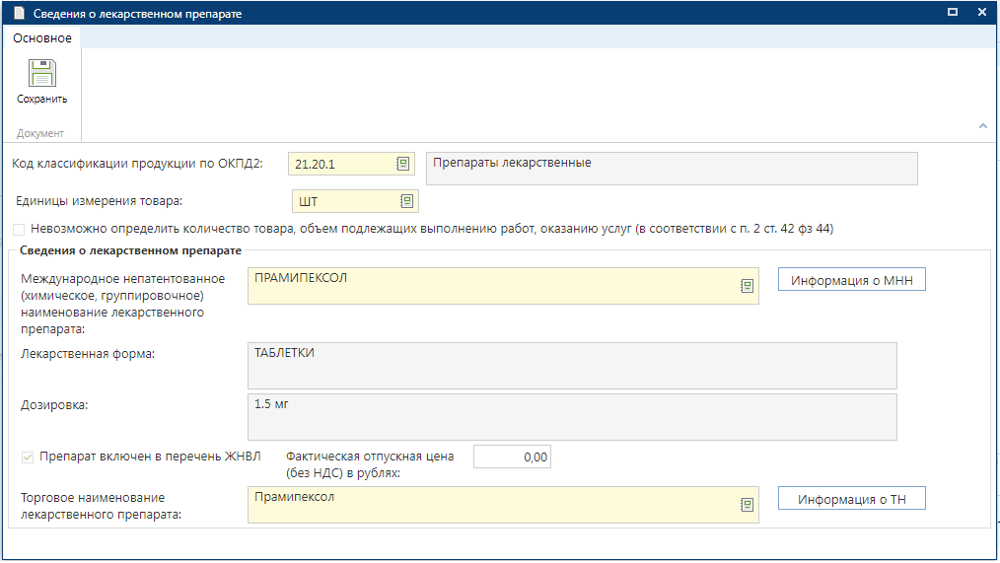 Сведения о лекарственном препарате
Основное
Сохранить
Документ
Код классификации продукции по ОКПД2: 21.20.1 Препараты лекарственные
Единицы измерения товара: ШТ
Невозможно определить количество товара, объем подлежащих выполнению работ, оказанию услуг (в соответствии с п. 2 ст. 42 фз 44)
Сведения о лекарственном препарате
Международное непатентованное
(химическое, группировочное)
наименование лекарственного
препарата:
ПРАМИПЕКСОЛ
Информация о МНН
Лекарственная форма: ТАБЛЕТКИ
Дозировка: 1.5 мг
Препарат включен в перечень ЖНВЛ
Фактическая отпускная цена
(без НДС) в рублях:
0,00
Торговое наименование
лекарственного препарата:
Прамипексол
Информация о ТН